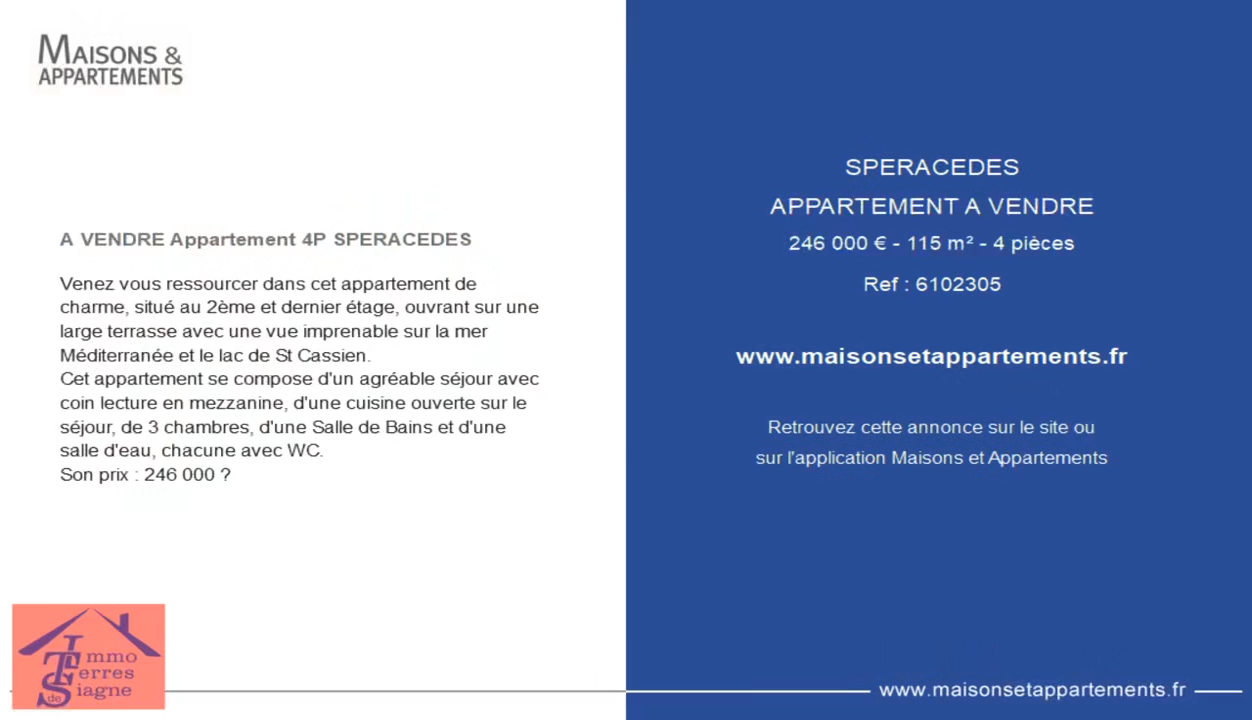 MAISONS &
APPARTEMENTS
A VENDRE Appartement 4P SPERACEDES
Venez vous ressourcer dans cet appartement de
charme, situé au 2ème et dernier étage, ouvrant sur une
large terrasse avec une vue imprenable sur la mer
Méditerranée et le lac de St Cassien.
Cet appartement se compose d'un agréable séjour avec
coin lecture en mezzanine, d'une cuisine ouverte sur le
séjour, de 3 chambres, d'une Salle de Bains et d'une
salle d'eau, chacune avec WC.
Son prix : 246 000 ?
Immo
Terres
de Siagne
SPERACEDES
APPARTEMENT A VENDRE
246 000 € - 115 m² - 4 pièces
Ref : 6102305
www.maisonsetappartements.fr
Retrouvez cette annonce sur le site ou
sur l'application Maisons et Appartements
www.maisonsetappartements.fr